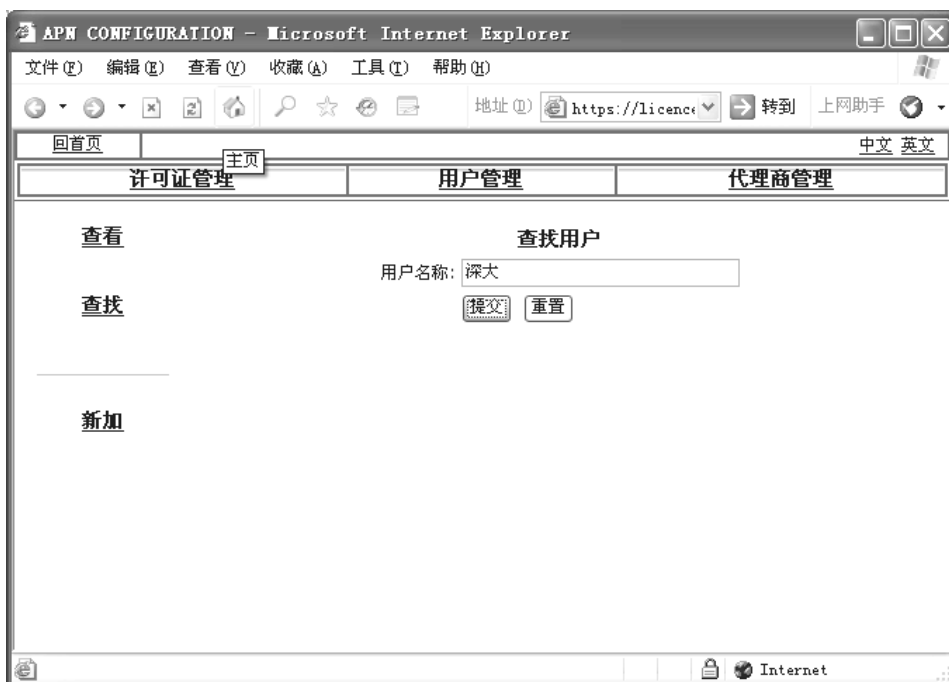 APN CONFIGURATION - Microsoft Internet Explorer
文件(F) 编辑(E) 查看(V) 收藏(A) 工具(T) 帮助(H)
地址(D) https://licence 转到 上网助手
回首页 中文 英文
主页
许可证管理 用户管理 代理商管理
查看 查找用户
用户名称: 深大
查找 提交 重置
新加
Internet